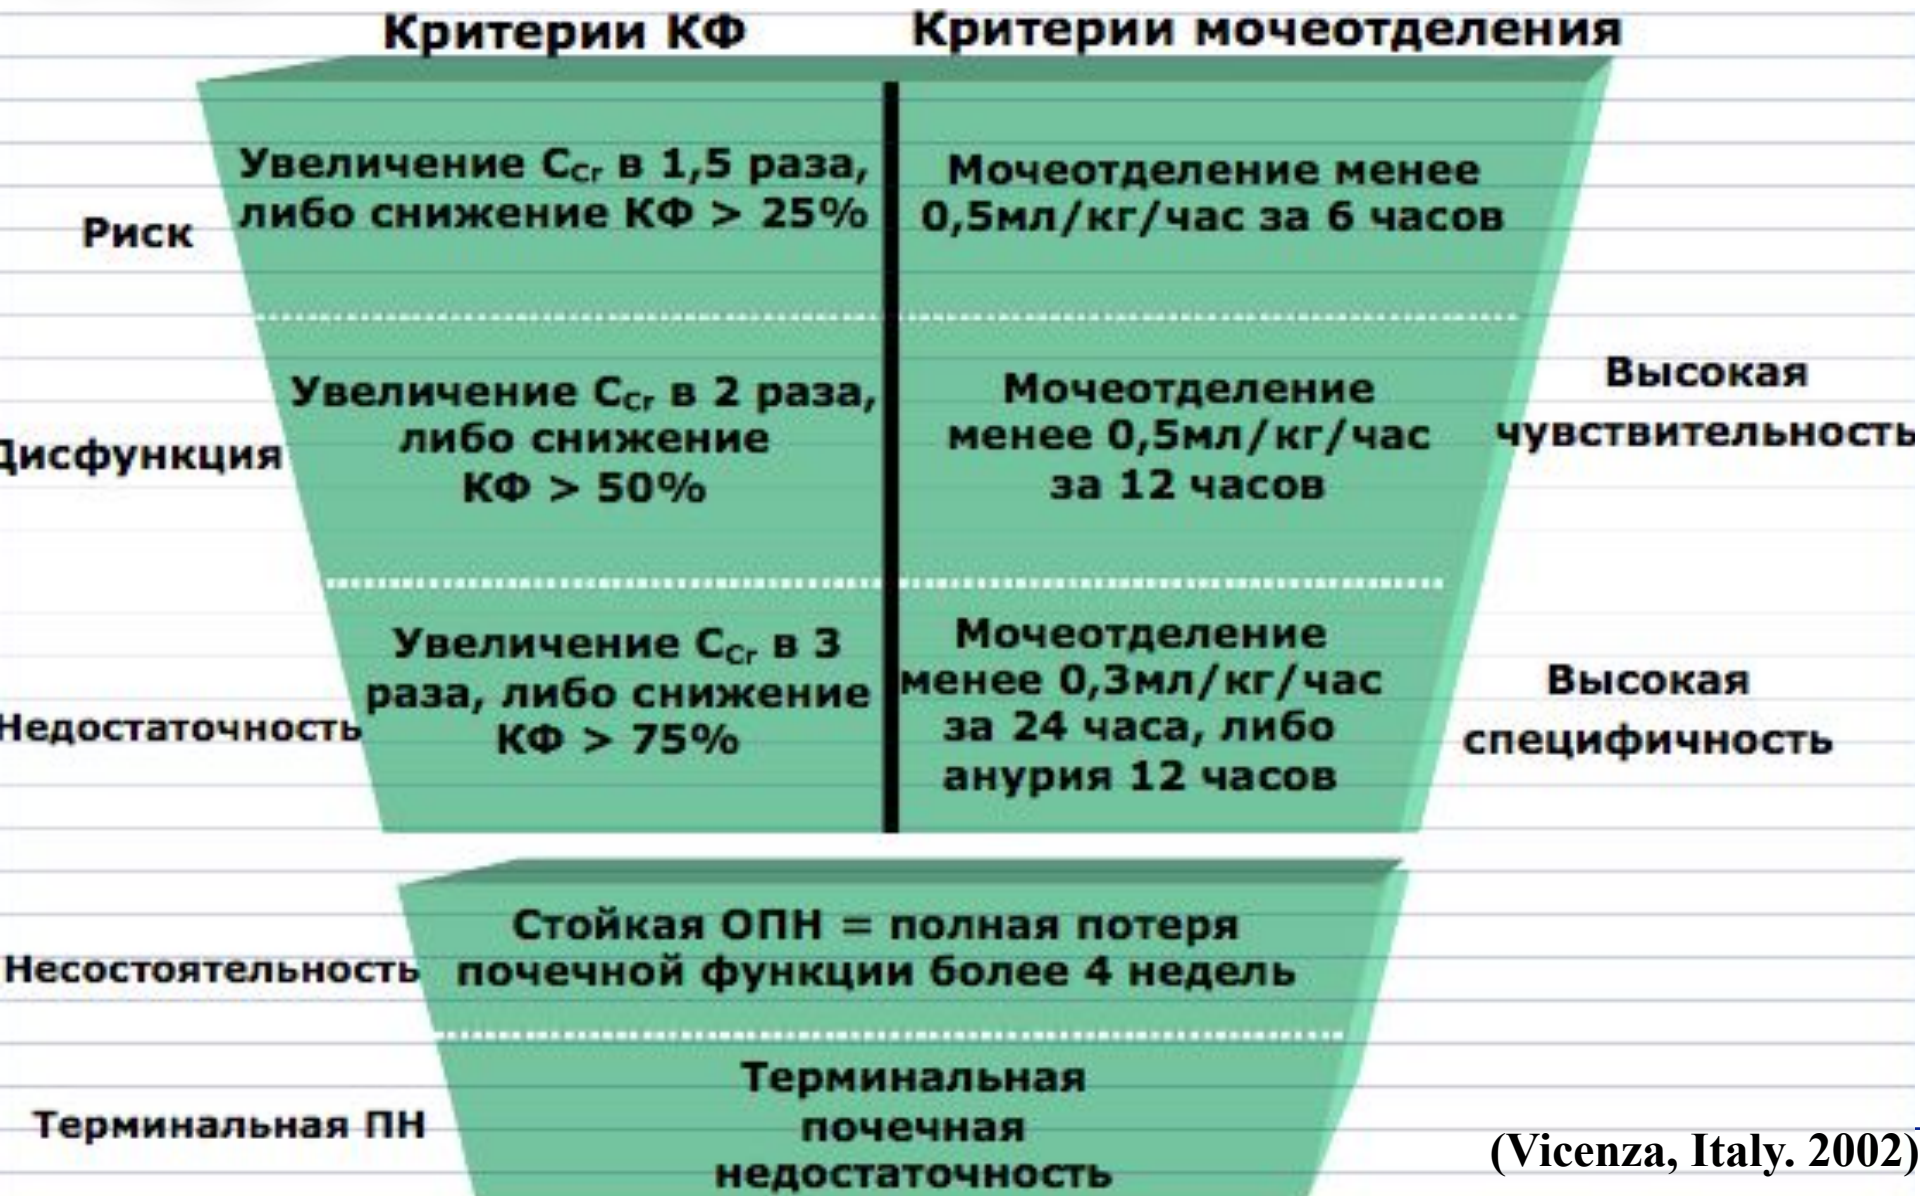 Критерии КФ
Критерии мочеотделения
Риск
Увеличение CCr в 1,5 раза,
либо снижение КФ > 25%
Мочеотделение менее
0,5мл/кг/час за 6 часов
Дисфункция
Увеличение CCr в 2 раза,
либо снижение
КФ > 50%
Мочеотделение
менее 0,5мл/кг/час
за 12 часов
Высокая
чувствительность
Недостаточность
Увеличение CCr в 3
раза, либо снижение
КФ > 75%
Мочеотделение
менее 0,3мл/кг/час
за 24 часа, либо
анурия 12 часов
Высокая
специфичность
Несостоятельность
Стойкая ОПН = полная потеря
почечной функции более 4 недель
Терминальная ПН
Терминальная
почечная
недостаточность
(Vicenza, Italy. 2002)